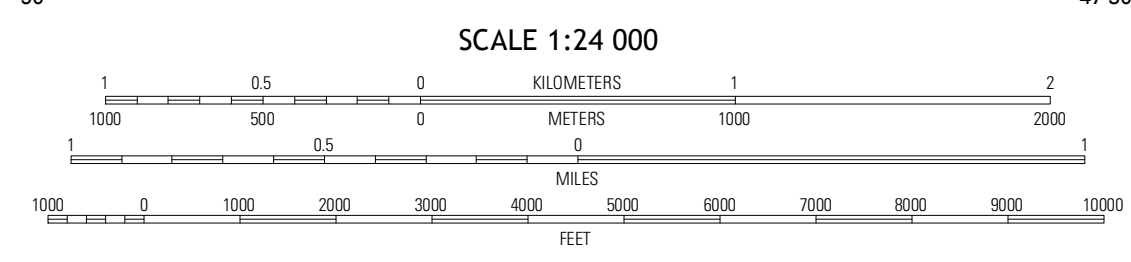 SCALE 1:24 000
1 0.5 0 KILOMETERS 1 2
1000 500 0 METERS 1000 2000
1 0.5 0 1
MILES
1000 0 1000 2000 3000 4000 5000 6000 7000 8000 9000 10000
FEET